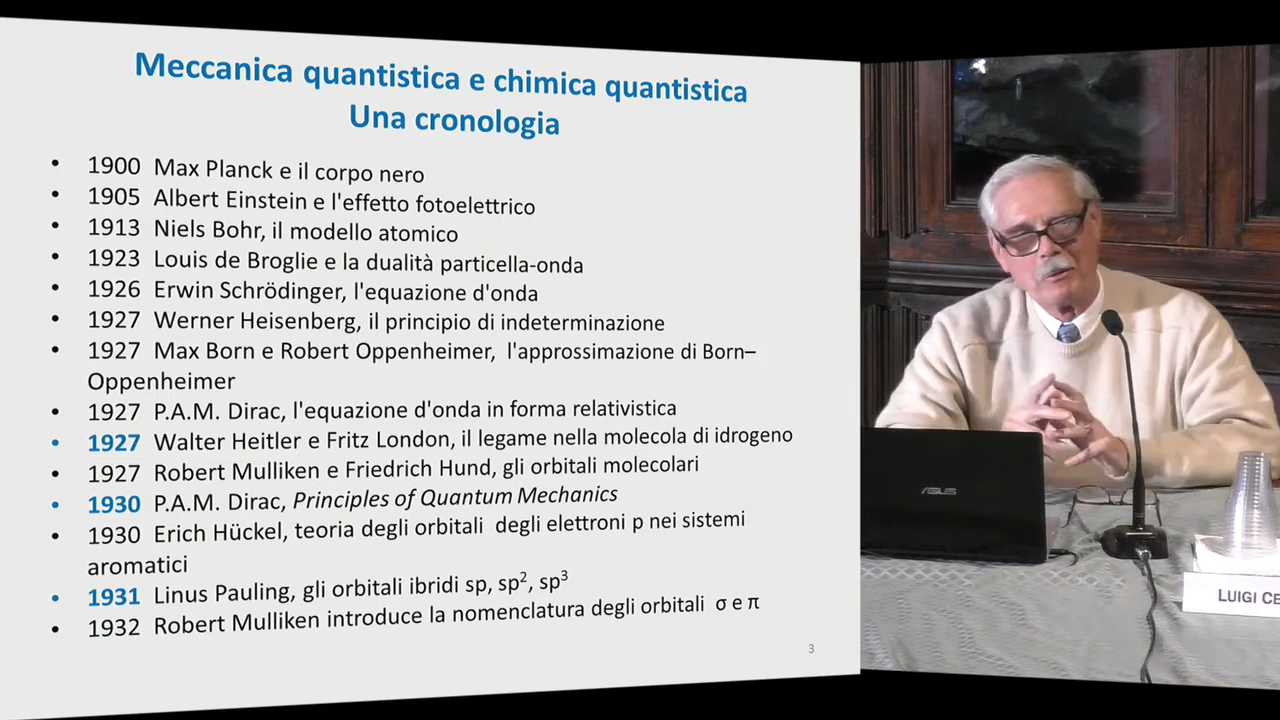 Meccanica quantistica e chimica quantistica
Una cronologia
• 1900 Max Planck e il corpo nero
• 1905 Albert Einstein e l'effetto fotoelettrico
• 1913 Niels Bohr, il modello atomico
• 1923 Louis de Broglie e la dualità particella-onda
• 1926 Erwin Schrödinger, l'equazione d'onda
• 1927 Werner Heisenberg, il principio di indeterminazione
• 1927 Max Born e Robert Oppenheimer, l'approssimazione di Born–
Oppenheimer
• 1927 P.A.M. Dirac, l'equazione d'onda in forma relativistica
• 1927 Walter Heitler e Fritz London, il legame nella molecola di idrogeno
• 1927 Robert Mulliken e Friedrich Hund, gli orbitali molecolari
• 1930 P.A.M. Dirac, Principles of Quantum Mechanics
• 1930 Erich Hückel, teoria degli orbitali degli elettroni p nei sistemi
aromatici
• 1931 Linus Pauling, gli orbitali ibridi sp, sp², sp³
• 1932 Robert Mulliken introduce la nomenclatura degli orbitali σ e π
3
ASUS
LUIGI CE